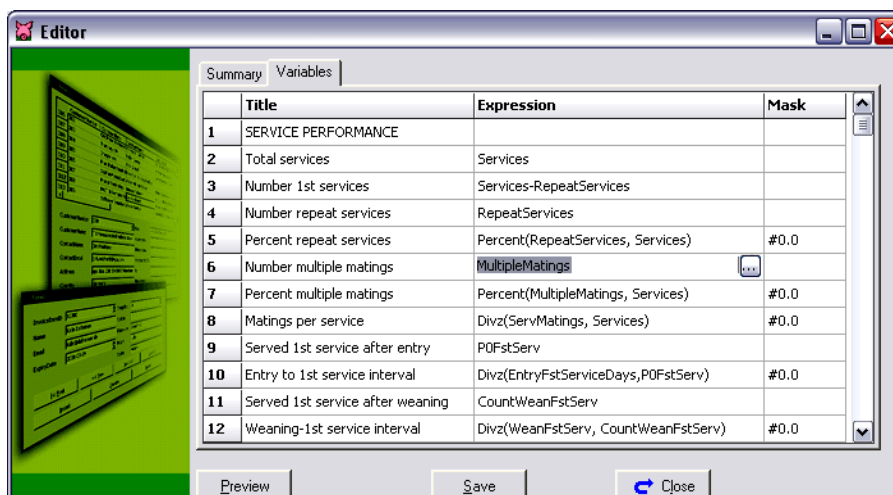 Editor
Summary Variables
Title Expression Mask
1 SERVICE PERFORMANCE
2 Total services Services
3 Number 1st services Services-RepeatServices
4 Number repeat services RepeatServices
5 Percent repeat services Percent(RepeatServices, Services) #0.0
6 Number multiple matings MultipleMatings ...
7 Percent multiple matings Percent(MultipleMatings, Services) #0.0
8 Matings per service Divz(ServMatings, Services) #0.0
9 Served 1st service after entry P0FstServ
10 Entry to 1st service interval Divz(EntryFstServiceDays,P0FstServ) #0.0
11 Served 1st service after weaning CountWeanFstServ
12 Weaning-1st service interval Divz(WeanFstServ, CountWeanFstServ) #0.0
Preview Save Close